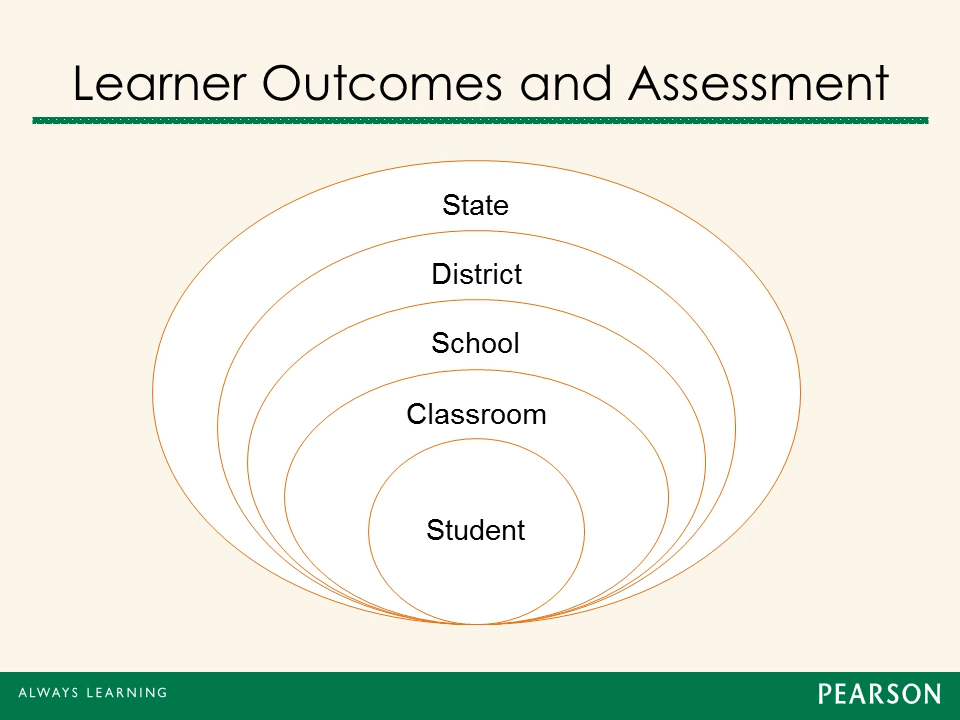 Learner Outcomes and Assessment
State
District
School
Classroom
Student
ALWAYS LEARNING
PEARSON